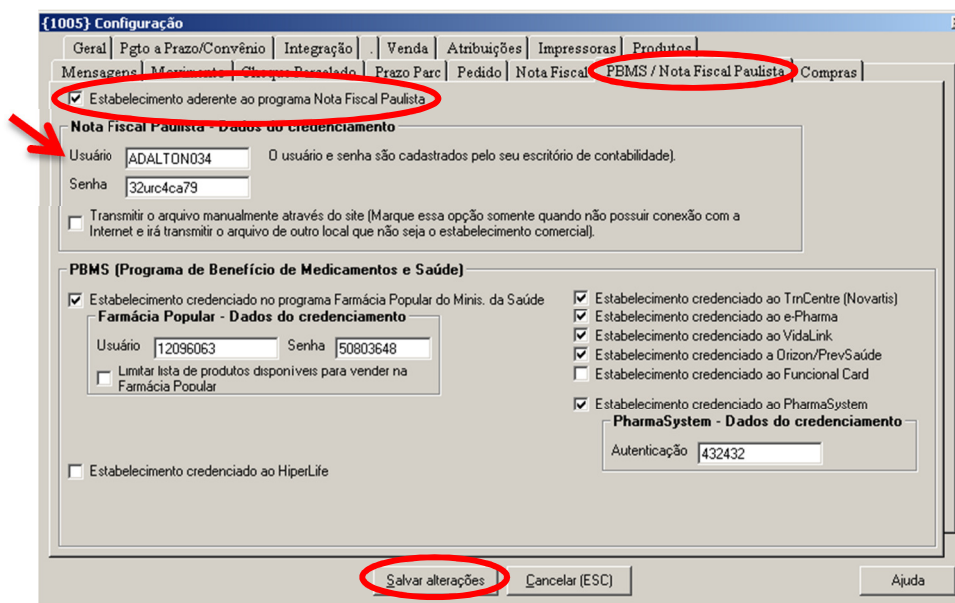 {1005} Configuração
Geral Pgto a Prazo/Convênio Integração . Venda Atribuições Impressoras Produtos
Mensagens Movimento Cheque Parcelado Prazo Parc Pedido Nota Fiscal PBMS / Nota Fiscal Paulista Compras
Estabelecimento aderente ao programa Nota Fiscal Paulista
Nota Fiscal Paulista - Dados do credenciamento
Usuário ADALTON034 O usuário e senha são cadastrados pelo seu escritório de contabilidade).
Senha 32urc4ca79
Transmitir o arquivo manualmente através do site (Marque essa opção somente quando não possuir conexão com a
Internet e irá transmitir o arquivo de outro local que não seja o estabelecimento comercial).
PBMS (Programa de Benefício de Medicamentos e Saúde)
Estabelecimento credenciado no programa Farmácia Popular do Minis. da Saúde
Farmácia Popular - Dados do credenciamento
Usuário 12096063 Senha 50803648
Limitar lista de produtos disponíveis para vender na
Farmácia Popular
Estabelecimento credenciado ao HiperLife
Estabelecimento credenciado ao TrnCentre (Novartis)
Estabelecimento credenciado ao e-Pharma
Estabelecimento credenciado ao VidaLink
Estabelecimento credenciado a Orizon/PrevSaúde
Estabelecimento credenciado ao Funcional Card
Estabelecimento credenciado ao PharmaSystem
PharmaSystem - Dados do credenciamento
Autenticação 432432
Salvar alterações Cancelar (ESC) Ajuda